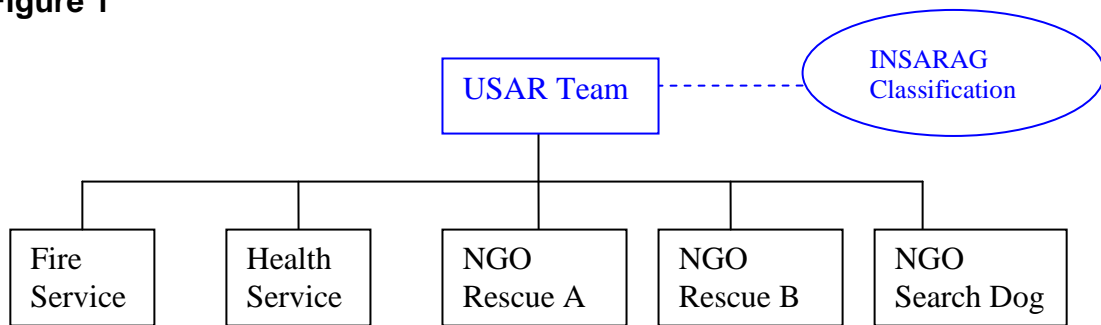 Figure 1
USAR Team
INSARAG
Classification
Fire
Service
Health
Service
NGO
Rescue A
NGO
Rescue B
NGO
Search Dog